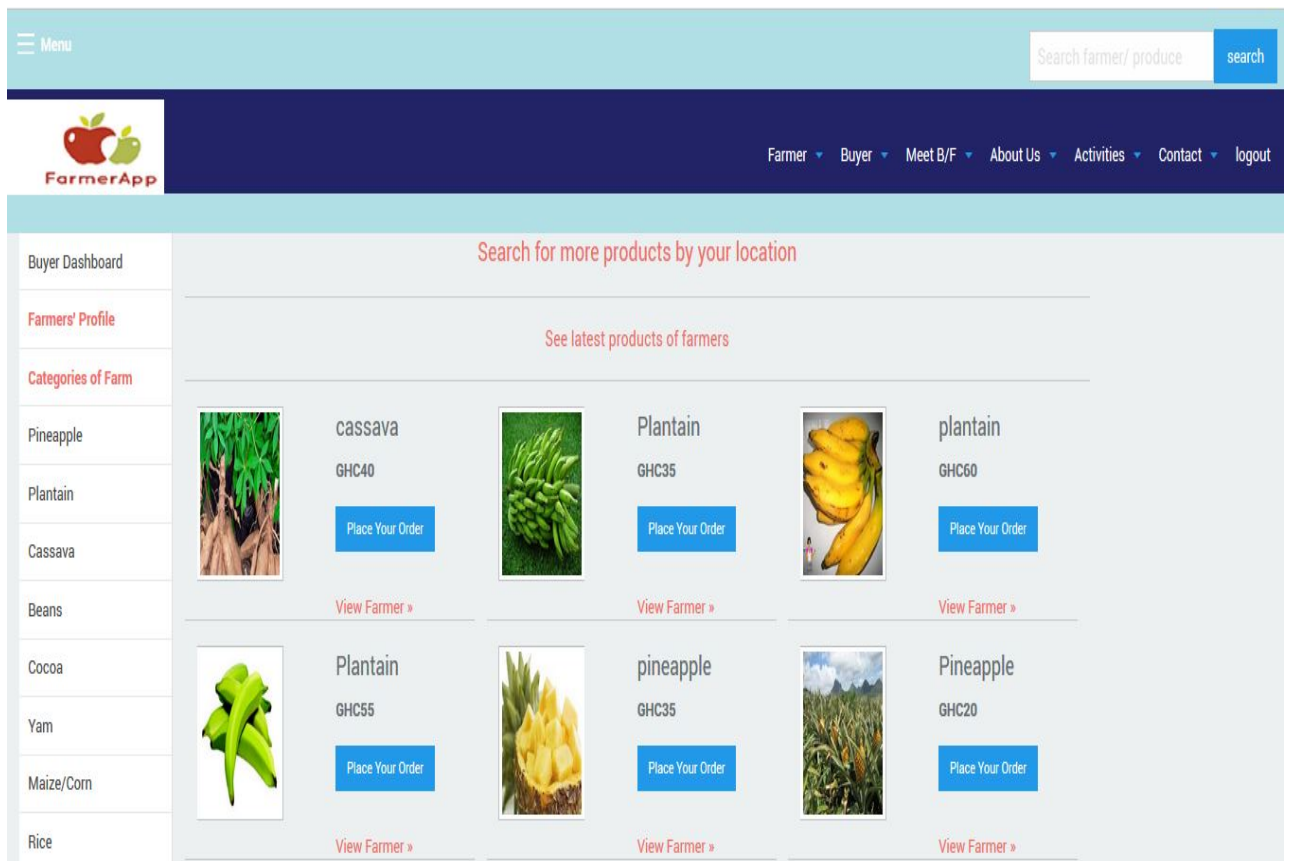 Menu
Search farmer/ produce
search
FarmerApp
Farmer
Buyer
Meet B/F
About Us
Activities
Contact
logout
Buyer Dashboard
Farmers' Profile
Categories of Farm
Pineapple
Plantain
Cassava
Beans
Cocoa
Yam
Maize/Corn
Rice
Search for more products by your location
See latest products of farmers
cassava
GHC40
Place Your Order
View Farmer »
Plantain
GHC35
Place Your Order
View Farmer »
plantain
GHC60
Place Your Order
View Farmer »
Plantain
GHC55
Place Your Order
View Farmer »
pineapple
GHC35
Place Your Order
View Farmer »
Pineapple
GHC20
Place Your Order
View Farmer »